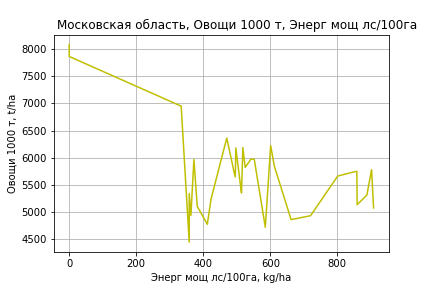 Московская область, Овощи 1000 т, Энерг мощ лс/100га
8000
7500
7000
6500
6000
5500
5000
4500
Овощи 1000 т, t/ha
0 200 400 600 800
Энерг мощ лс/100га, kg/ha